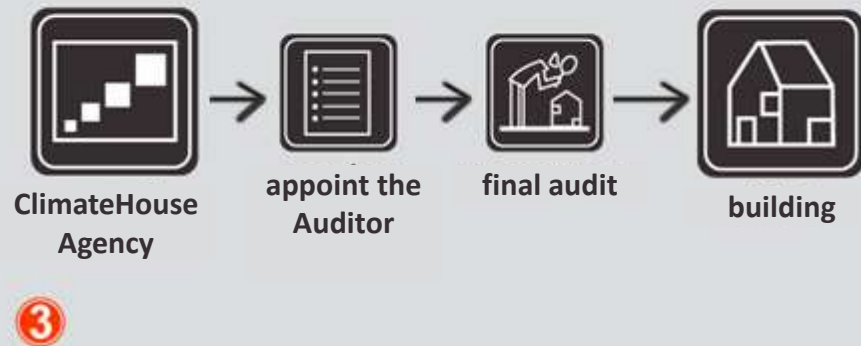 ClimateHouse
Agency
appoint the
Auditor
final audit
building
3